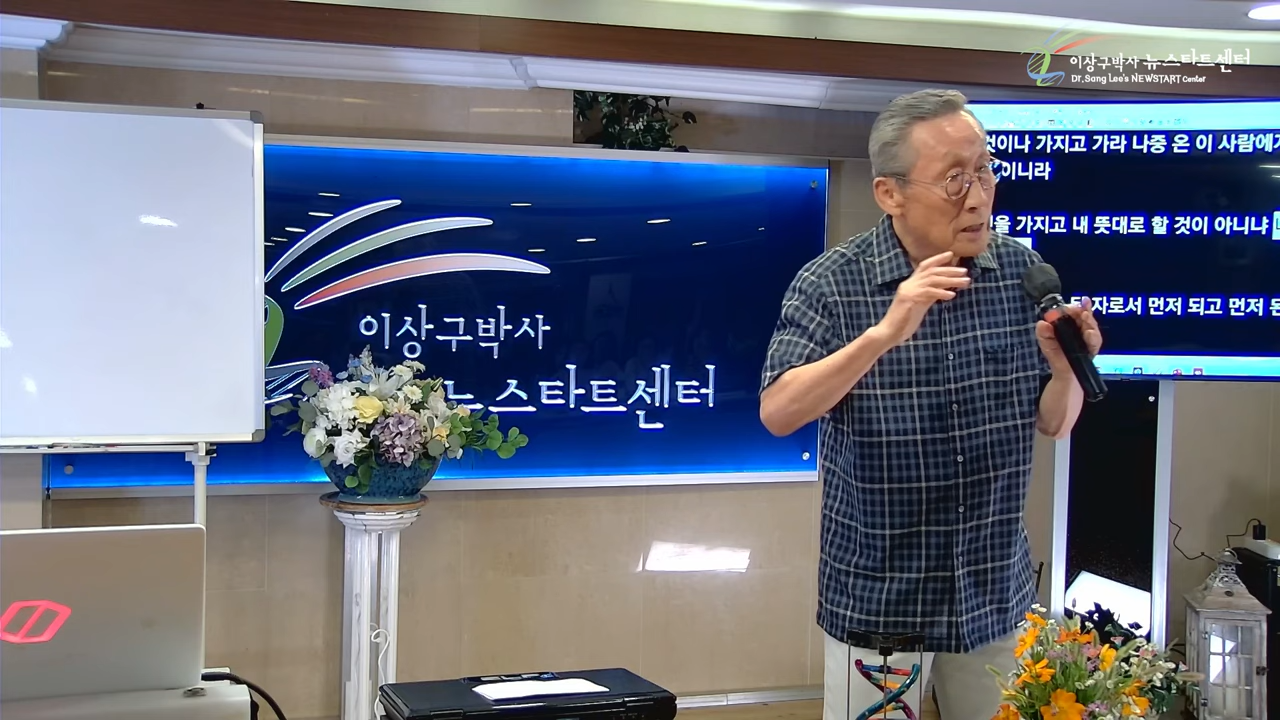 이상구박사 뉴스타트센터
Dr. Sang Lee's NEWSTART Center
것이나 가지고 가라 나중 온 이 사람에게
이니라
을 가지고 내 뜻대로 할 것이 아니냐
자로서 먼저 되고 먼저 된
이상구박사
뉴스타트센터